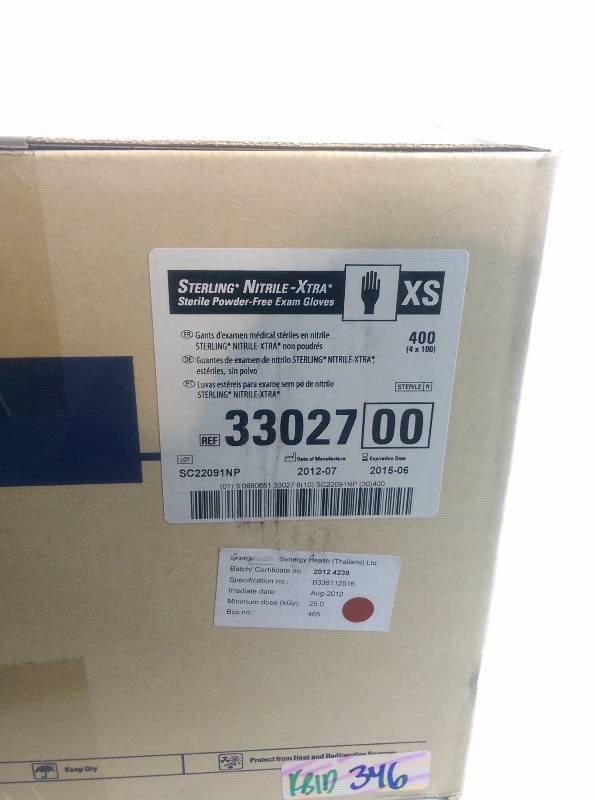 STERLING* NITRILE-XTRA*
Sterile Powder-Free Exam Gloves
XS
FR Gants d'examen médical stériles en nitrile
STERLING* NITRILE-XTRA* non poudrés
400
(4 x 100)
DE Guantes de examen de nitrilo STERLING* NITRILE-XTRA*,
estériles, sin polvo
PT Luvas estéreis para exame sem pó de nitrilo
STERLING* NITRILE-XTRA*
STERILE R
REF 33027 00
LOT Date of Manufacture Expiration Date
SC22091NP 2012-07 2015-06
(01) 3 0680651 33027 8(10) SC22091NP (30)400
synergyhealth Synergy Health (Thailand) Ltd
Batch/ Certificate no. 2012 4239
Specification no.: B336112516
Irradiate date: Aug-2012
Minimum dose (kGy): 25.0
Box no.: 465
Keep Dry
Protect from Heat and Radioactive Sources
KBID 346